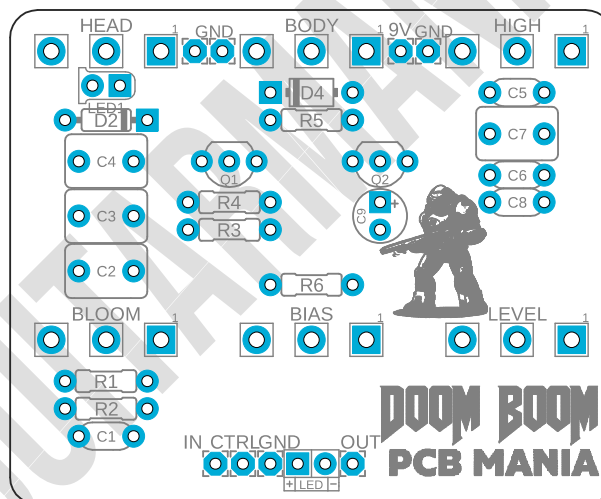 HEAD 1 GND BODY 1 9V GND HIGH 1
LED1
D2 D4 C5
R5 C7
C4 Q1 Q2 C6
R4 C9 + C8
C3 R3
C2 R6
BLOOM 1 BIAS 1 LEVEL 1
R1
R2
C1
DOOM BOOM
PCB MANIA
IN CTRL GND OUT
+ LED −